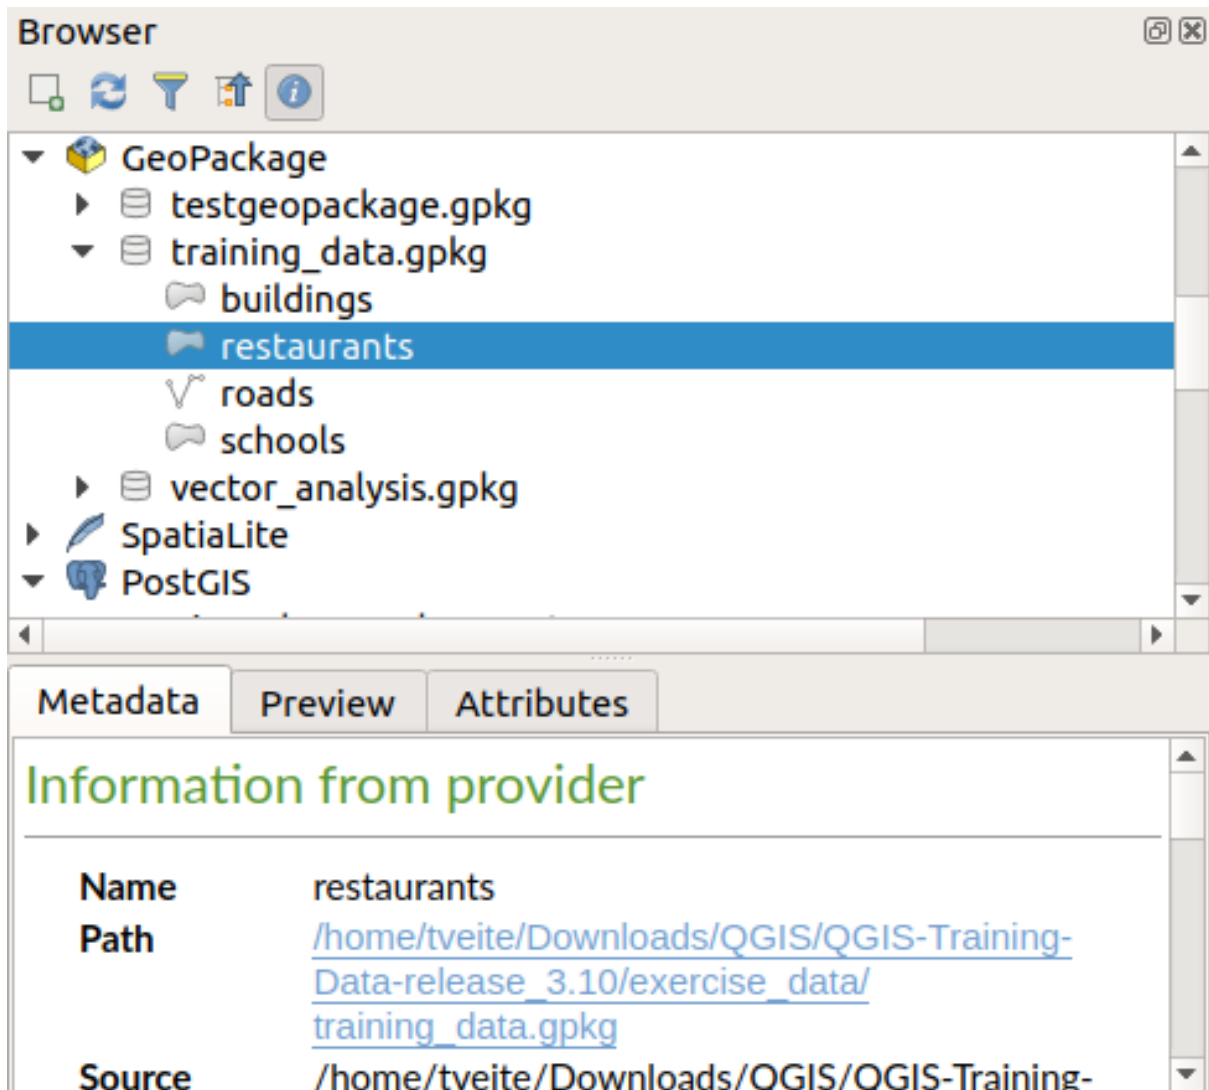 Browser
GeoPackage
testgeopackage.gpkg
training_data.gpkg
buildings
restaurants
roads
schools
vector_analysis.gpkg
SpatiaLite
PostGIS
Metadata Preview Attributes
Information from provider
Name restaurants
Path /home/tveite/Downloads/QGIS/QGIS-Training-
Data-release_3.10/exercise_data/
training_data.gpkg
Source /home/tveite/Downloads/QGIS/QGIS-Training-